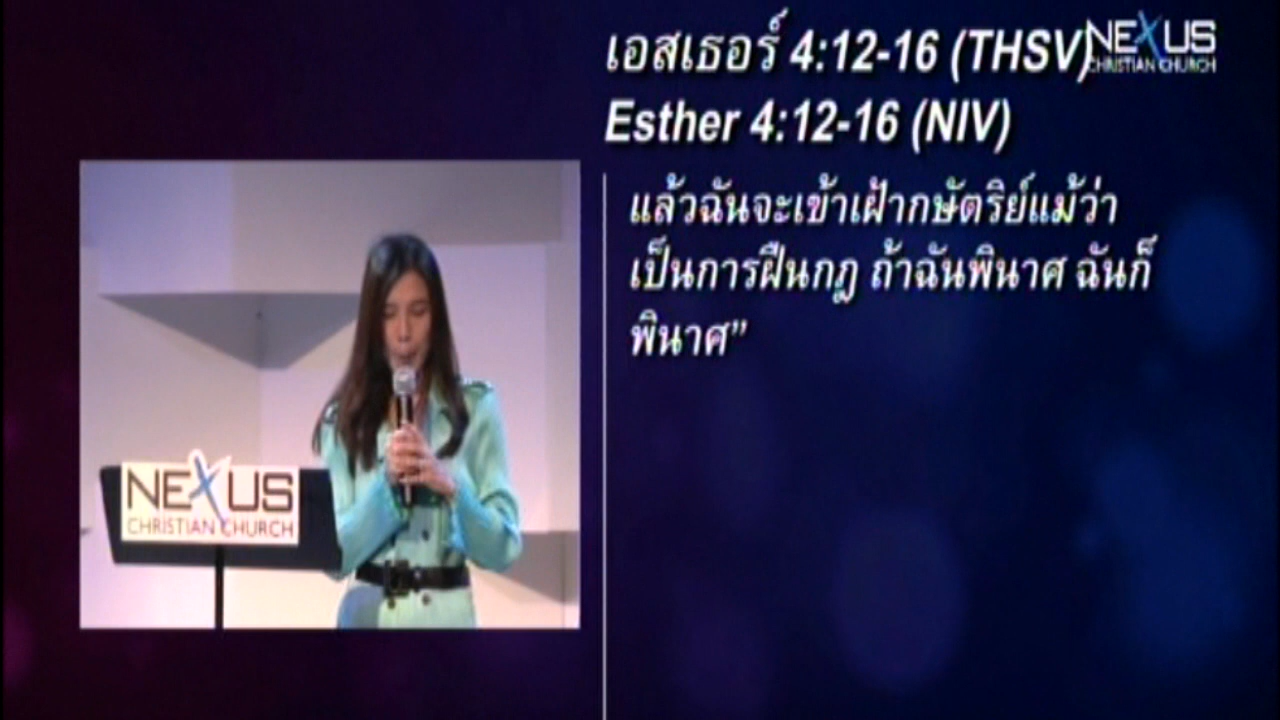 เอสเธอร์ 4:12-16 (THSV)
NEXUS
CHRISTIAN CHURCH
Esther 4:12-16 (NIV)
แล้วฉันจะเข้าเฝ้ากษัตริย์แม้ว่า
เป็นการฝืนกฎ ถ้าฉันพินาศ ฉันก็
พินาศ”
NEXUS
CHRISTIAN CHURCH